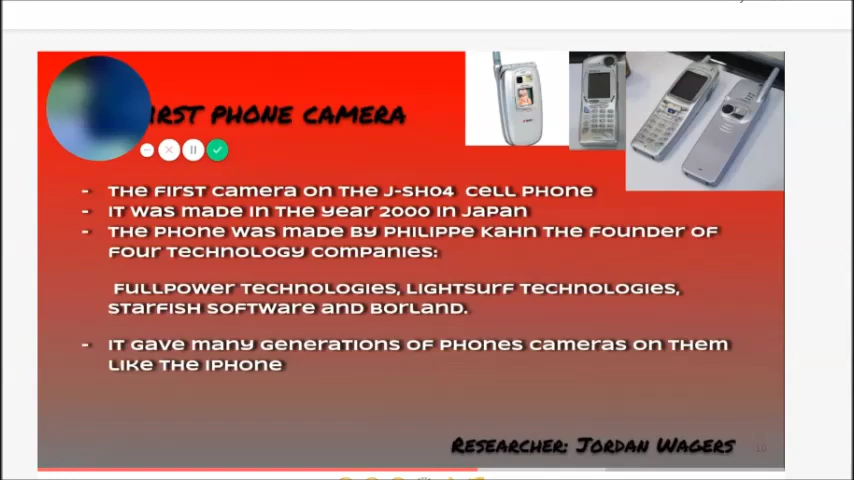 IRST PHONE CAMERA
- THE FIRST CAMERA ON THE J-SH04 CELL PHONE
- IT WAS MADE IN THE YEAR 2000 IN JAPAN
- THE PHONE WAS MADE BY PHILIPPE KAHN THE FOUNDER OF
FOUR TECHNOLOGY COMPANIES:
FULLPOWER TECHNOLOGIES, LIGHTSURF TECHNOLOGIES,
STARFISH SOFTWARE AND BORLAND.
- IT GAVE MANY GENERATIONS OF PHONES CAMERAS ON THEM
LIKE THE IPHONE
RESEARCHER: JORDAN WAGERS
10